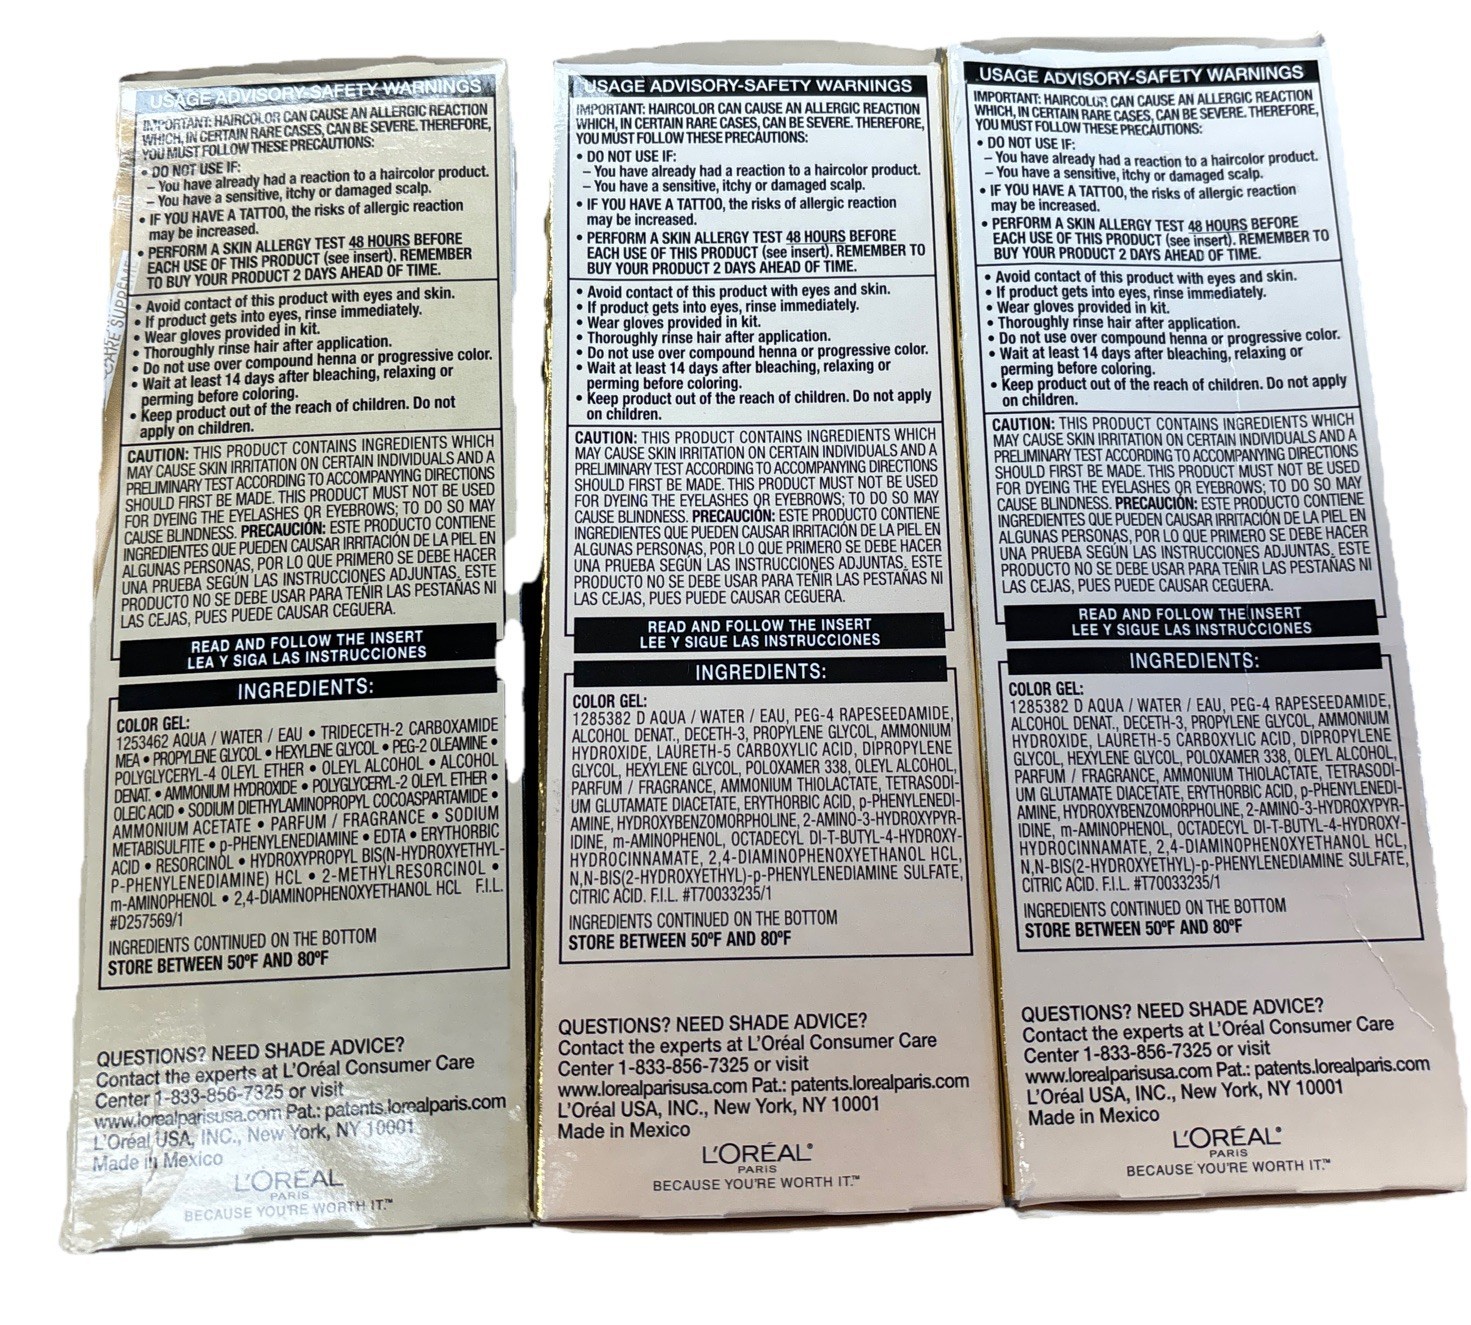 USAGE ADVISORY-SAFETY WARNINGS
IMPORTANT: HAIRCOLOR CAN CAUSE AN ALLERGIC REACTION
WHICH, IN CERTAIN RARE CASES, CAN BE SEVERE. THEREFORE,
YOU MUST FOLLOW THESE PRECAUTIONS:
• DO NOT USE IF:
– You have already had a reaction to a haircolor product.
– You have a sensitive, itchy or damaged scalp.
• IF YOU HAVE A TATTOO, the risks of allergic reaction
may be increased.
• PERFORM A SKIN ALLERGY TEST 48 HOURS BEFORE
EACH USE OF THIS PRODUCT (see insert). REMEMBER
TO BUY YOUR PRODUCT 2 DAYS AHEAD OF TIME.
• Avoid contact of this product with eyes and skin.
• If product gets into eyes, rinse immediately.
• Wear gloves provided in kit.
• Thoroughly rinse hair after application.
• Do not use over compound henna or progressive color.
• Wait at least 14 days after bleaching, relaxing or
perming before coloring.
• Keep product out of the reach of children. Do not
apply on children.
CAUTION: THIS PRODUCT CONTAINS INGREDIENTS WHICH
MAY CAUSE SKIN IRRITATION ON CERTAIN INDIVIDUALS AND A
PRELIMINARY TEST ACCORDING TO ACCOMPANYING DIRECTIONS
SHOULD FIRST BE MADE. THIS PRODUCT MUST NOT BE USED
FOR DYEING THE EYELASHES OR EYEBROWS; TO DO SO MAY
CAUSE BLINDNESS. PRECAUCIÓN: ESTE PRODUCTO CONTIENE
INGREDIENTES QUE PUEDEN CAUSAR IRRITACIÓN DE LA PIEL EN
ALGUNAS PERSONAS, POR LO QUE PRIMERO SE DEBE HACER
UNA PRUEBA SEGÚN LAS INSTRUCCIONES ADJUNTAS. ESTE
PRODUCTO NO SE DEBE USAR PARA TEÑIR LAS PESTAÑAS NI
LAS CEJAS, PUES PUEDE CAUSAR CEGUERA.
READ AND FOLLOW THE INSERT
LEA Y SIGA LAS INSTRUCCIONES
INGREDIENTS:
COLOR GEL:
1253462 AQUA / WATER / EAU • TRIDECETH-2 CARBOXAMIDE
MEA • PROPYLENE GLYCOL • HEXYLENE GLYCOL • PEG-2 OLEAMINE •
POLYGLYCERYL-4 OLEYL ETHER • OLEYL ALCOHOL • ALCOHOL
DENAT. • AMMONIUM HYDROXIDE • POLYGLYCERYL-2 OLEYL ETHER •
OLEIC ACID • SODIUM DIETHYLAMINOPROPYL COCOASPARTAMIDE •
AMMONIUM ACETATE • PARFUM / FRAGRANCE • SODIUM
METABISULFITE • p-PHENYLENEDIAMINE • EDTA • ERYTHORBIC
ACID • RESORCINOL • HYDROXYPROPYL BIS(N-HYDROXYETHYL-
P-PHENYLENEDIAMINE) HCL • 2-METHYLRESORCINOL •
m-AMINOPHENOL • 2,4-DIAMINOPHENOXYETHANOL HCL F.I.L.
#D257569/1
INGREDIENTS CONTINUED ON THE BOTTOM
STORE BETWEEN 50ºF AND 80ºF
QUESTIONS? NEED SHADE ADVICE?
Contact the experts at L'Oréal Consumer Care
Center 1-833-856-7325 or visit
www.lorealparisusa.com Pat.: patents.lorealparis.com
L'Oréal USA, INC., New York, NY 10001
Made in Mexico
L'ORÉAL
PARIS
BECAUSE YOU'RE WORTH IT.™
CARE SUPRÊME
USAGE ADVISORY-SAFETY WARNINGS
IMPORTANT: HAIRCOLOR CAN CAUSE AN ALLERGIC REACTION
WHICH, IN CERTAIN RARE CASES, CAN BE SEVERE. THEREFORE,
YOU MUST FOLLOW THESE PRECAUTIONS:
• DO NOT USE IF:
– You have already had a reaction to a haircolor product.
– You have a sensitive, itchy or damaged scalp.
• IF YOU HAVE A TATTOO, the risks of allergic reaction
may be increased.
• PERFORM A SKIN ALLERGY TEST 48 HOURS BEFORE
EACH USE OF THIS PRODUCT (see insert). REMEMBER TO
BUY YOUR PRODUCT 2 DAYS AHEAD OF TIME.
• Avoid contact of this product with eyes and skin.
• If product gets into eyes, rinse immediately.
• Wear gloves provided in kit.
• Thoroughly rinse hair after application.
• Do not use over compound henna or progressive color.
• Wait at least 14 days after bleaching, relaxing or
perming before coloring.
• Keep product out of the reach of children. Do not apply
on children.
CAUTION: THIS PRODUCT CONTAINS INGREDIENTS WHICH
MAY CAUSE SKIN IRRITATION ON CERTAIN INDIVIDUALS AND A
PRELIMINARY TEST ACCORDING TO ACCOMPANYING DIRECTIONS
SHOULD FIRST BE MADE. THIS PRODUCT MUST NOT BE USED
FOR DYEING THE EYELASHES OR EYEBROWS; TO DO SO MAY
CAUSE BLINDNESS. PRECAUCIÓN: ESTE PRODUCTO CONTIENE
INGREDIENTES QUE PUEDEN CAUSAR IRRITACIÓN DE LA PIEL EN
ALGUNAS PERSONAS, POR LO QUE PRIMERO SE DEBE HACER
UNA PRUEBA SEGÚN LAS INSTRUCCIONES ADJUNTAS. ESTE
PRODUCTO NO SE DEBE USAR PARA TEÑIR LAS PESTAÑAS NI
LAS CEJAS, PUES PUEDE CAUSAR CEGUERA.
READ AND FOLLOW THE INSERT
LEE Y SIGUE LAS INSTRUCCIONES
INGREDIENTS:
COLOR GEL:
1285382 D AQUA / WATER / EAU, PEG-4 RAPESEEDAMIDE,
ALCOHOL DENAT., DECETH-3, PROPYLENE GLYCOL, AMMONIUM
HYDROXIDE, LAURETH-5 CARBOXYLIC ACID, DIPROPYLENE
GLYCOL, HEXYLENE GLYCOL, POLOXAMER 338, OLEYL ALCOHOL,
PARFUM / FRAGRANCE, AMMONIUM THIOLACTATE, TETRASODI-
UM GLUTAMATE DIACETATE, ERYTHORBIC ACID, p-PHENYLENEDI-
AMINE, HYDROXYBENZOMORPHOLINE, 2-AMINO-3-HYDROXYPYR-
IDINE, m-AMINOPHENOL, OCTADECYL DI-T-BUTYL-4-HYDROXY-
HYDROCINNAMATE, 2,4-DIAMINOPHENOXYETHANOL HCL,
N,N-BIS(2-HYDROXYETHYL)-p-PHENYLENEDIAMINE SULFATE,
CITRIC ACID. F.I.L. #T70033235/1
INGREDIENTS CONTINUED ON THE BOTTOM
STORE BETWEEN 50ºF AND 80ºF
QUESTIONS? NEED SHADE ADVICE?
Contact the experts at L'Oréal Consumer Care
Center 1-833-856-7325 or visit
www.lorealparisusa.com Pat.: patents.lorealparis.com
L'Oréal USA, INC., New York, NY 10001
Made in Mexico
L'ORÉAL®
PARIS
BECAUSE YOU'RE WORTH IT.™
USAGE ADVISORY-SAFETY WARNINGS
IMPORTANT: HAIRCOLOR CAN CAUSE AN ALLERGIC REACTION
WHICH, IN CERTAIN RARE CASES, CAN BE SEVERE. THEREFORE,
YOU MUST FOLLOW THESE PRECAUTIONS:
• DO NOT USE IF:
– You have already had a reaction to a haircolor product.
– You have a sensitive, itchy or damaged scalp.
• IF YOU HAVE A TATTOO, the risks of allergic reaction
may be increased.
• PERFORM A SKIN ALLERGY TEST 48 HOURS BEFORE
EACH USE OF THIS PRODUCT (see insert). REMEMBER TO
BUY YOUR PRODUCT 2 DAYS AHEAD OF TIME.
• Avoid contact of this product with eyes and skin.
• If product gets into eyes, rinse immediately.
• Wear gloves provided in kit.
• Thoroughly rinse hair after application.
• Do not use over compound henna or progressive color.
• Wait at least 14 days after bleaching, relaxing or
perming before coloring.
• Keep product out of the reach of children. Do not apply
on children.
CAUTION: THIS PRODUCT CONTAINS INGREDIENTS WHICH
MAY CAUSE SKIN IRRITATION ON CERTAIN INDIVIDUALS AND A
PRELIMINARY TEST ACCORDING TO ACCOMPANYING DIRECTIONS
SHOULD FIRST BE MADE. THIS PRODUCT MUST NOT BE USED
FOR DYEING THE EYELASHES OR EYEBROWS; TO DO SO MAY
CAUSE BLINDNESS. PRECAUCIÓN: ESTE PRODUCTO CONTIENE
INGREDIENTES QUE PUEDEN CAUSAR IRRITACIÓN DE LA PIEL EN
ALGUNAS PERSONAS, POR LO QUE PRIMERO SE DEBE HACER
UNA PRUEBA SEGÚN LAS INSTRUCCIONES ADJUNTAS. ESTE
PRODUCTO NO SE DEBE USAR PARA TEÑIR LAS PESTAÑAS NI
LAS CEJAS, PUES PUEDE CAUSAR CEGUERA.
READ AND FOLLOW THE INSERT
LEE Y SIGUE LAS INSTRUCCIONES
INGREDIENTS:
COLOR GEL:
1285382 D AQUA / WATER / EAU, PEG-4 RAPESEEDAMIDE,
ALCOHOL DENAT., DECETH-3, PROPYLENE GLYCOL, AMMONIUM
HYDROXIDE, LAURETH-5 CARBOXYLIC ACID, DIPROPYLENE
GLYCOL, HEXYLENE GLYCOL, POLOXAMER 338, OLEYL ALCOHOL,
PARFUM / FRAGRANCE, AMMONIUM THIOLACTATE, TETRASODI-
UM GLUTAMATE DIACETATE, ERYTHORBIC ACID, p-PHENYLENEDI-
AMINE, HYDROXYBENZOMORPHOLINE, 2-AMINO-3-HYDROXYPYR-
IDINE, m-AMINOPHENOL, OCTADECYL DI-T-BUTYL-4-HYDROXY-
HYDROCINNAMATE, 2,4-DIAMINOPHENOXYETHANOL HCL,
N,N-BIS(2-HYDROXYETHYL)-p-PHENYLENEDIAMINE SULFATE,
CITRIC ACID. F.I.L. #T70033235/1
INGREDIENTS CONTINUED ON THE BOTTOM
STORE BETWEEN 50ºF AND 80ºF
QUESTIONS? NEED SHADE ADVICE?
Contact the experts at L'Oréal Consumer Care
Center 1-833-856-7325 or visit
www.lorealparisusa.com Pat.: patents.lorealparis.com
L'Oréal USA, INC., New York, NY 10001
Made in Mexico
L'ORÉAL®
PARIS
BECAUSE YOU'RE WORTH IT.™